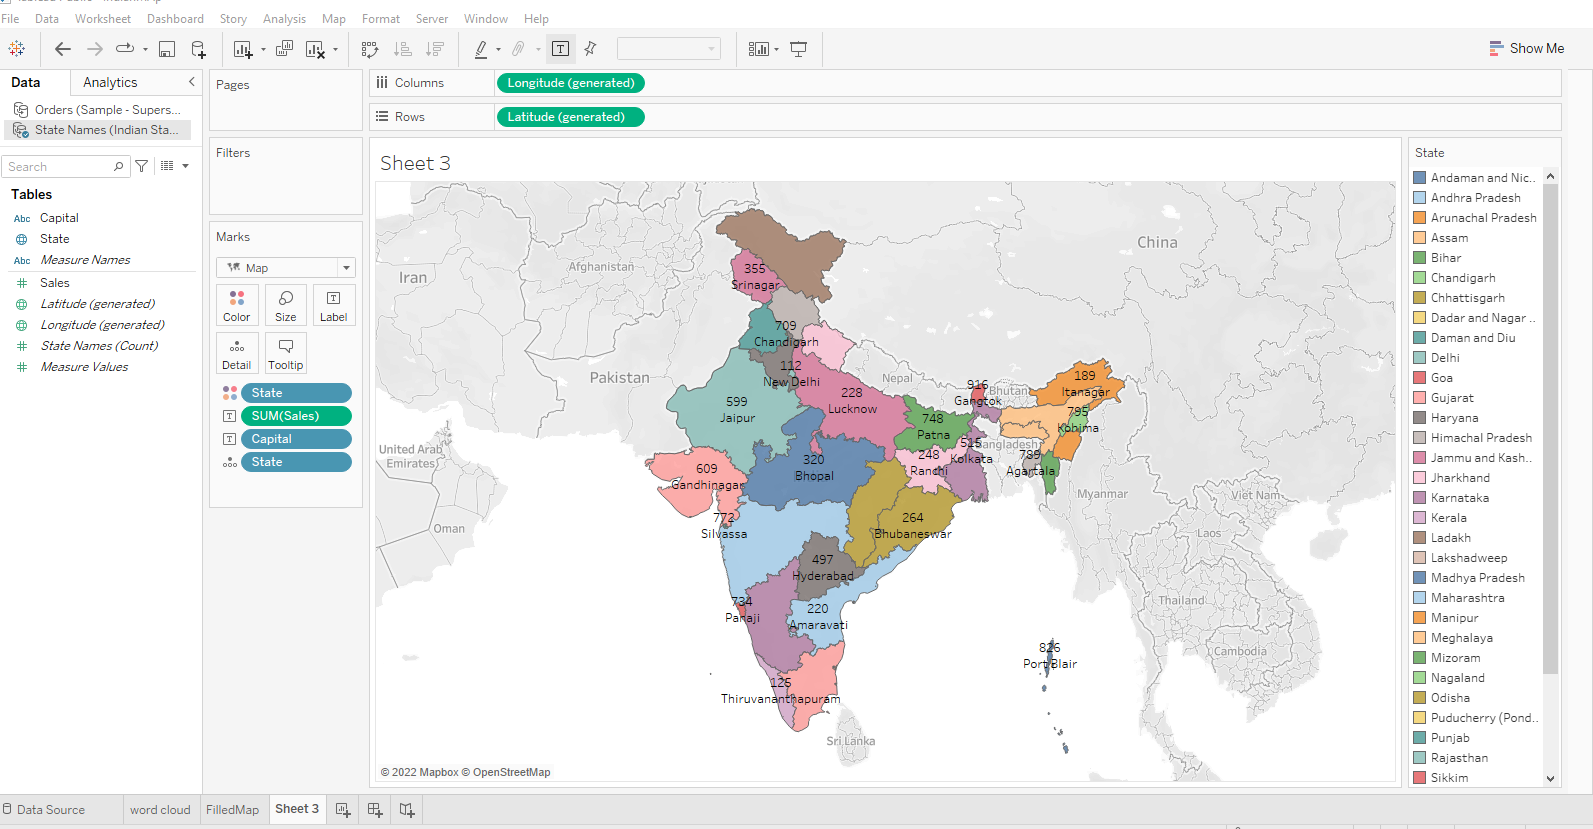 File Data Worksheet Dashboard Story Analysis Map Format Server Window Help
Show Me
Data Analytics
Orders (Sample - Supers...
State Names (Indian Sta...
Search
Tables
Abc Capital
State
Abc Measure Names
Sales
Latitude (generated)
Longitude (generated)
State Names (Count)
Measure Values
Pages
Filters
Marks
Map
Color Size Label
Detail Tooltip
State
SUM(Sales)
Capital
State
Columns Longitude (generated)
Rows Latitude (generated)
Sheet 3
China
Iran
Afghanistan
355
Srinagar
709
Chandigarh
Pakistan
112
New Delhi
Nepal
916
Gangtok
Bhutan
189
Itanagar
599
Jaipur
228
Lucknow
748
Patna
795
Kohima
United Arab
Emirates
515
Kolkata
Bangladesh
609
Gandhinagar
320
Bhopal
248
Ranchi
789
Agartala
Myanmar
Viet Nam
Oman
772
Silvassa
264
Bhubaneswar
Laos
497
Hyderabad
Thailand
734
Panaji
220
Amaravati
826
Port Blair
Cambodia
125
Thiruvananthapuram
Sri Lanka
© 2022 Mapbox © OpenStreetMap
State
Andaman and Nic..
Andhra Pradesh
Arunachal Pradesh
Assam
Bihar
Chandigarh
Chhattisgarh
Dadar and Nagar ..
Daman and Diu
Delhi
Goa
Gujarat
Haryana
Himachal Pradesh
Jammu and Kash..
Jharkhand
Karnataka
Kerala
Ladakh
Lakshadweep
Madhya Pradesh
Maharashtra
Manipur
Meghalaya
Mizoram
Nagaland
Odisha
Puducherry (Pond..
Punjab
Rajasthan
Sikkim
Data Source word cloud FilledMap Sheet 3